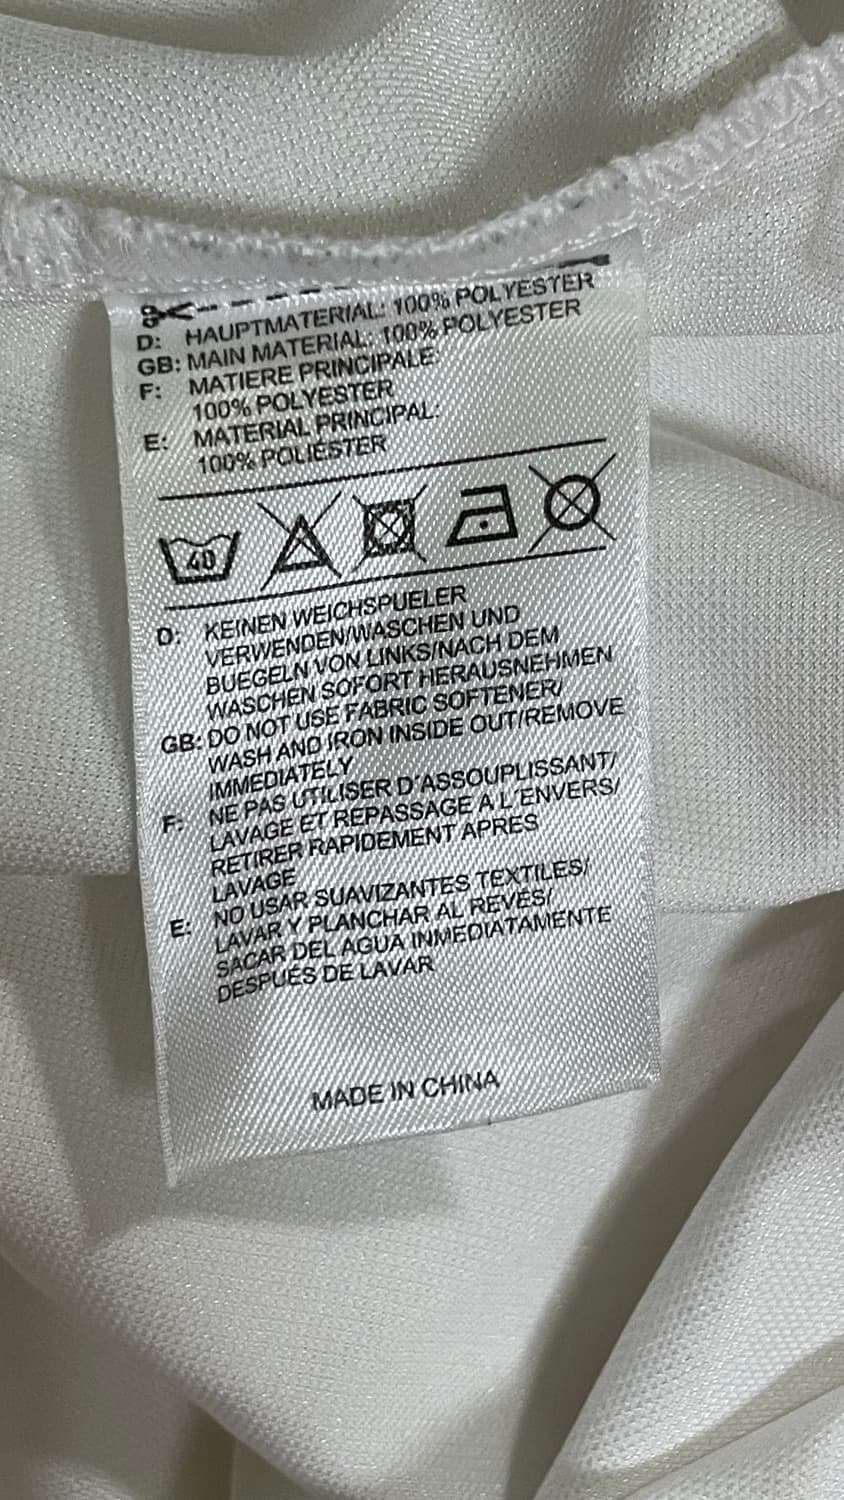 D: HAUPTMATERIAL: 100% POLYESTER
GB: MAIN MATERIAL: 100% POLYESTER
F: MATIERE PRINCIPALE:
100% POLYESTER
E: MATERIAL PRINCIPAL:
100% POLIÉSTER
40
D: KEINEN WEICHSPUELER
VERWENDEN/WASCHEN UND
BUEGELN VON LINKS/NACH DEM
WASCHEN SOFORT HERAUSNEHMEN
GB: DO NOT USE FABRIC SOFTENER/
WASH AND IRON INSIDE OUT/REMOVE
IMMEDIATELY
F: NE PAS UTILISER D'ASSOUPLISSANT/
LAVAGE ET REPASSAGE A L'ENVERS/
RETIRER RAPIDEMENT APRES
LAVAGE
E: NO USAR SUAVIZANTES TEXTILES/
LAVAR Y PLANCHAR AL REVÉS/
SACAR DEL AGUA INMEDIATAMENTE
DESPUÉS DE LAVAR
MADE IN CHINA